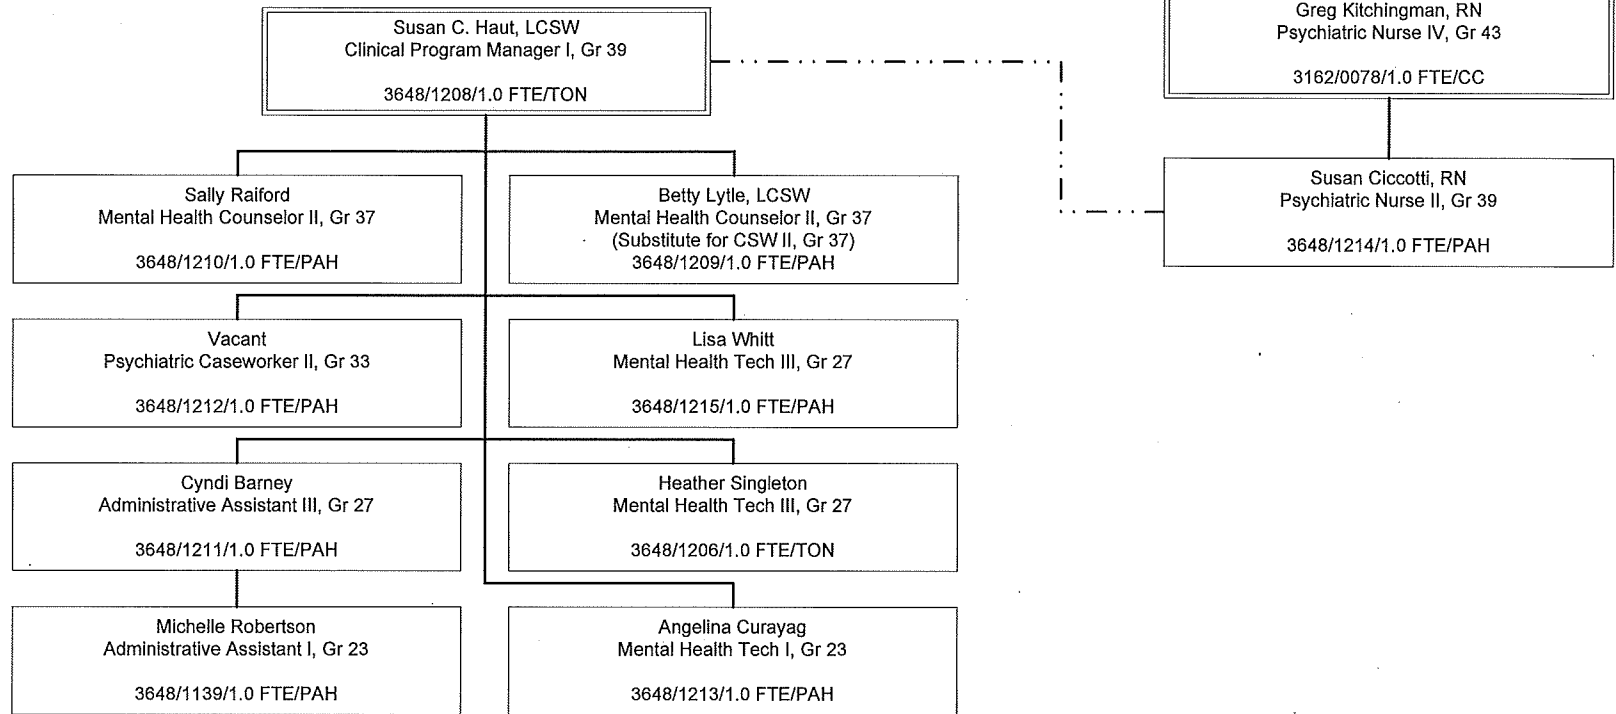 Susan C. Haut, LCSW
Clinical Program Manager I, Gr 39
3648/1208/1.0 FTE/TON
Greg Kitchingman, RN
Psychiatric Nurse IV, Gr 43
3162/0078/1.0 FTE/CC
Sally Raiford
Mental Health Counselor II, Gr 37
3648/1210/1.0 FTE/PAH
Betty Lytle, LCSW
Mental Health Counselor II, Gr 37
(Substitute for CSW II, Gr 37)
3648/1209/1.0 FTE/PAH
Susan Ciccotti, RN
Psychiatric Nurse II, Gr 39
3648/1214/1.0 FTE/PAH
Vacant
Psychiatric Caseworker II, Gr 33
3648/1212/1.0 FTE/PAH
Lisa Whitt
Mental Health Tech III, Gr 27
3648/1215/1.0 FTE/PAH
Cyndi Barney
Administrative Assistant III, Gr 27
3648/1211/1.0 FTE/PAH
Heather Singleton
Mental Health Tech III, Gr 27
3648/1206/1.0 FTE/TON
Michelle Robertson
Administrative Assistant I, Gr 23
3648/1139/1.0 FTE/PAH
Angelina Curayag
Mental Health Tech I, Gr 23
3648/1213/1.0 FTE/PAH